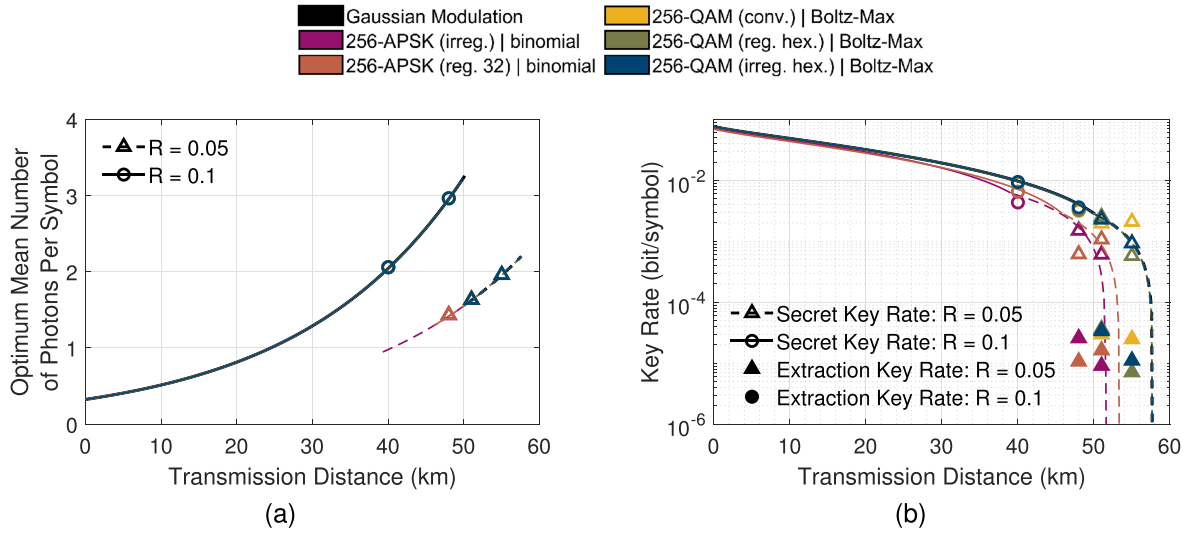 Gaussian Modulation
256-APSK (irreg.) | binomial
256-APSK (reg. 32) | binomial
256-QAM (conv.) | Boltz-Max
256-QAM (reg. hex.) | Boltz-Max
256-QAM (irreg. hex.) | Boltz-Max
Optimum Mean Number
of Photons Per Symbol
4
3
2
1
0
R = 0.05
R = 0.1
0 10 20 30 40 50 60
Transmission Distance (km)
(a)
Key Rate (bit/symbol)
10-2
10-4
10-6
Secret Key Rate: R = 0.05
Secret Key Rate: R = 0.1
Extraction Key Rate: R = 0.05
Extraction Key Rate: R = 0.1
0 10 20 30 40 50 60
Transmission Distance (km)
(b)